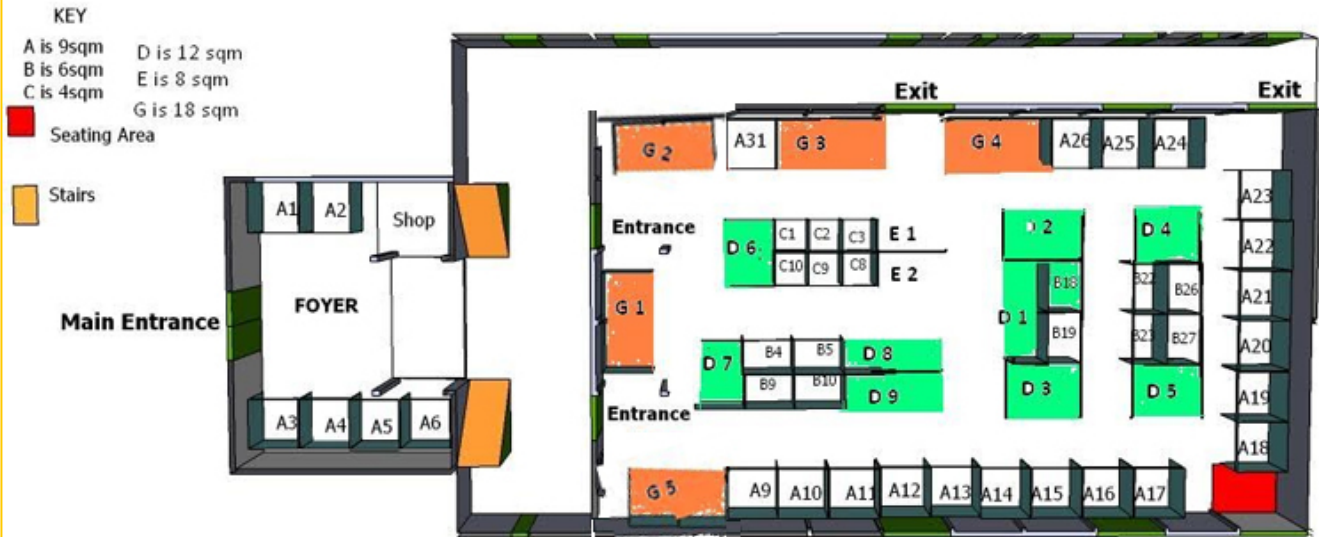 KEY
A is 9sqm
B is 6sqm
C is 4sqm
D is 12 sqm
E is 8 sqm
G is 18 sqm
Seating Area
Stairs
Exit
Exit
G 2
A31
G 3
G 4
A26
A25
A24
A1
A2
Shop
Entrance
D 6
C1
C2
C3
E 1
C10
C9
C8
E 2
D 2
D 4
A23
A22
Main Entrance
FOYER
G 1
D 1
B18
B19
B22
B26
B23
B27
A21
A20
D 7
B4
B5
D 8
B9
B10
D 9
D 3
D 5
A19
Entrance
A3
A4
A5
A6
A18
G 5
A9
A10
A11
A12
A13
A14
A15
A16
A17